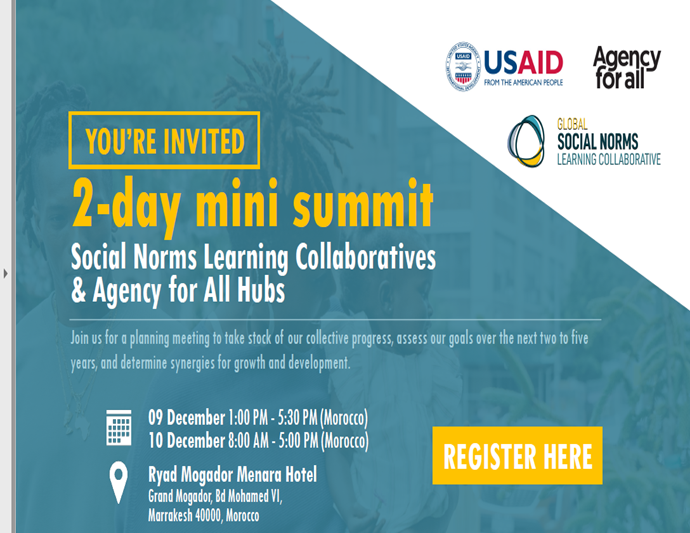 USAID
FROM THE AMERICAN PEOPLE
Agency
for all
GLOBAL
SOCIAL NORMS
LEARNING COLLABORATIVE
YOU'RE INVITED
2-day mini summit
Social Norms Learning Collaboratives
& Agency for All Hubs
Join us for a planning meeting to take stock of our collective progress, assess our goals over the next two to five
years, and determine synergies for growth and development.
09 December 1:00 PM - 5:30 PM (Morocco)
10 December 8:00 AM - 5:00 PM (Morocco)
Ryad Mogador Menara Hotel
Grand Mogador, Bd Mohamed VI,
Marrakesh 40000, Morocco
REGISTER HERE